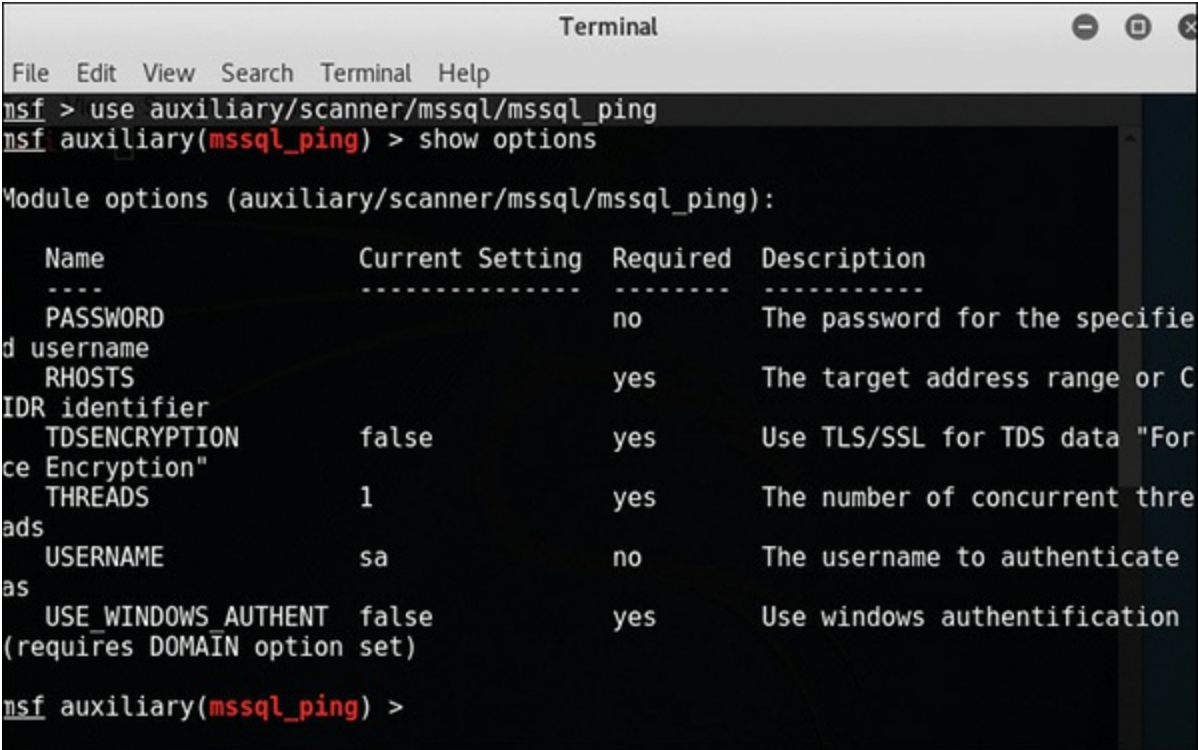 Terminal
File Edit View Search Terminal Help
msf > use auxiliary/scanner/mssql/mssql_ping
msf auxiliary(mssql_ping) > show options
Module options (auxiliary/scanner/mssql/mssql_ping):
Name Current Setting Required Description
---- --------------- -------- -----------
PASSWORD no The password for the specifie
d username
RHOSTS yes The target address range or C
IDR identifier
TDSENCRYPTION false yes Use TLS/SSL for TDS data "For
ce Encryption"
THREADS 1 yes The number of concurrent thre
ads
USERNAME sa no The username to authenticate
as
USE_WINDOWS_AUTHENT false yes Use windows authentification
(requires DOMAIN option set)
msf auxiliary(mssql_ping) >